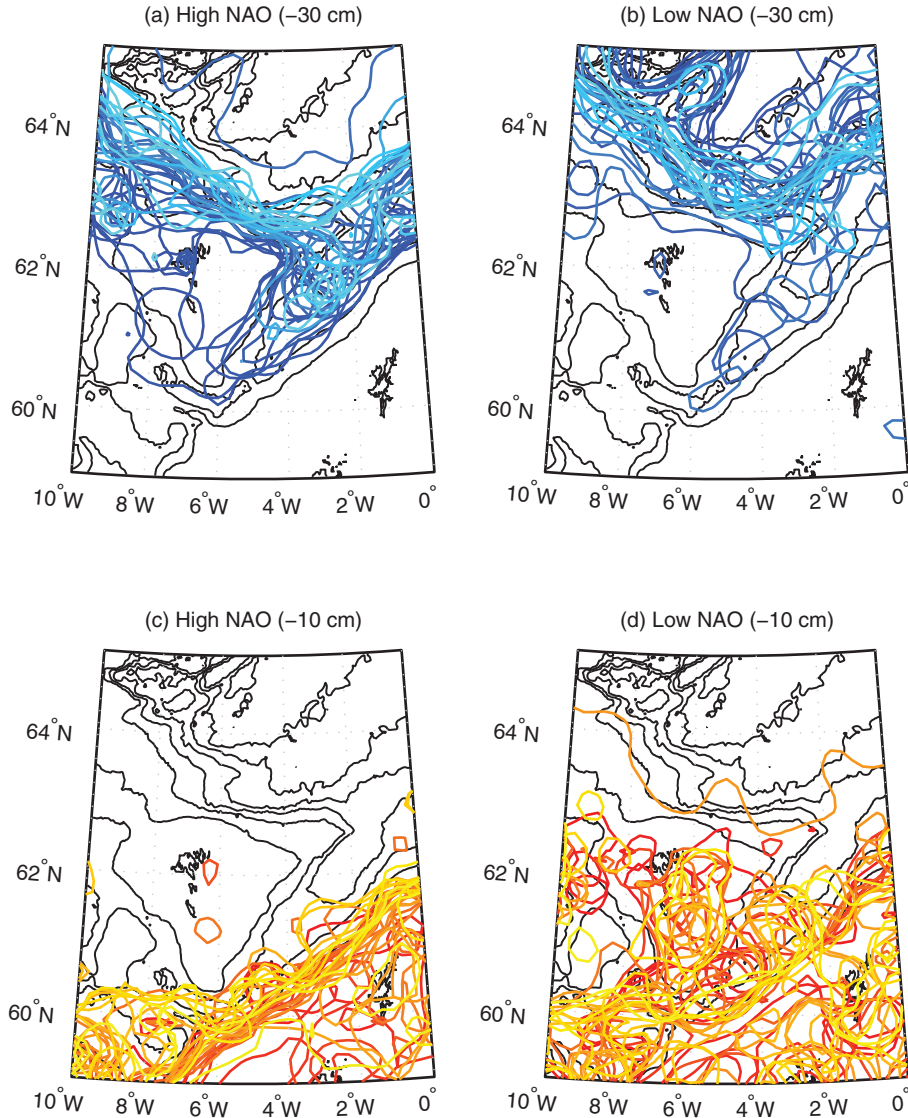 (a) High NAO (−30 cm)
(b) Low NAO (−30 cm)
64°N
62°N
60°N
10°W 8°W 6°W 4°W 2°W 0°
64°N
62°N
60°N
10°W 8°W 6°W 4°W 2°W 0°
(c) High NAO (−10 cm)
(d) Low NAO (−10 cm)
64°N
62°N
60°N
10°W 8°W 6°W 4°W 2°W 0°
64°N
62°N
60°N
10°W 8°W 6°W 4°W 2°W 0°